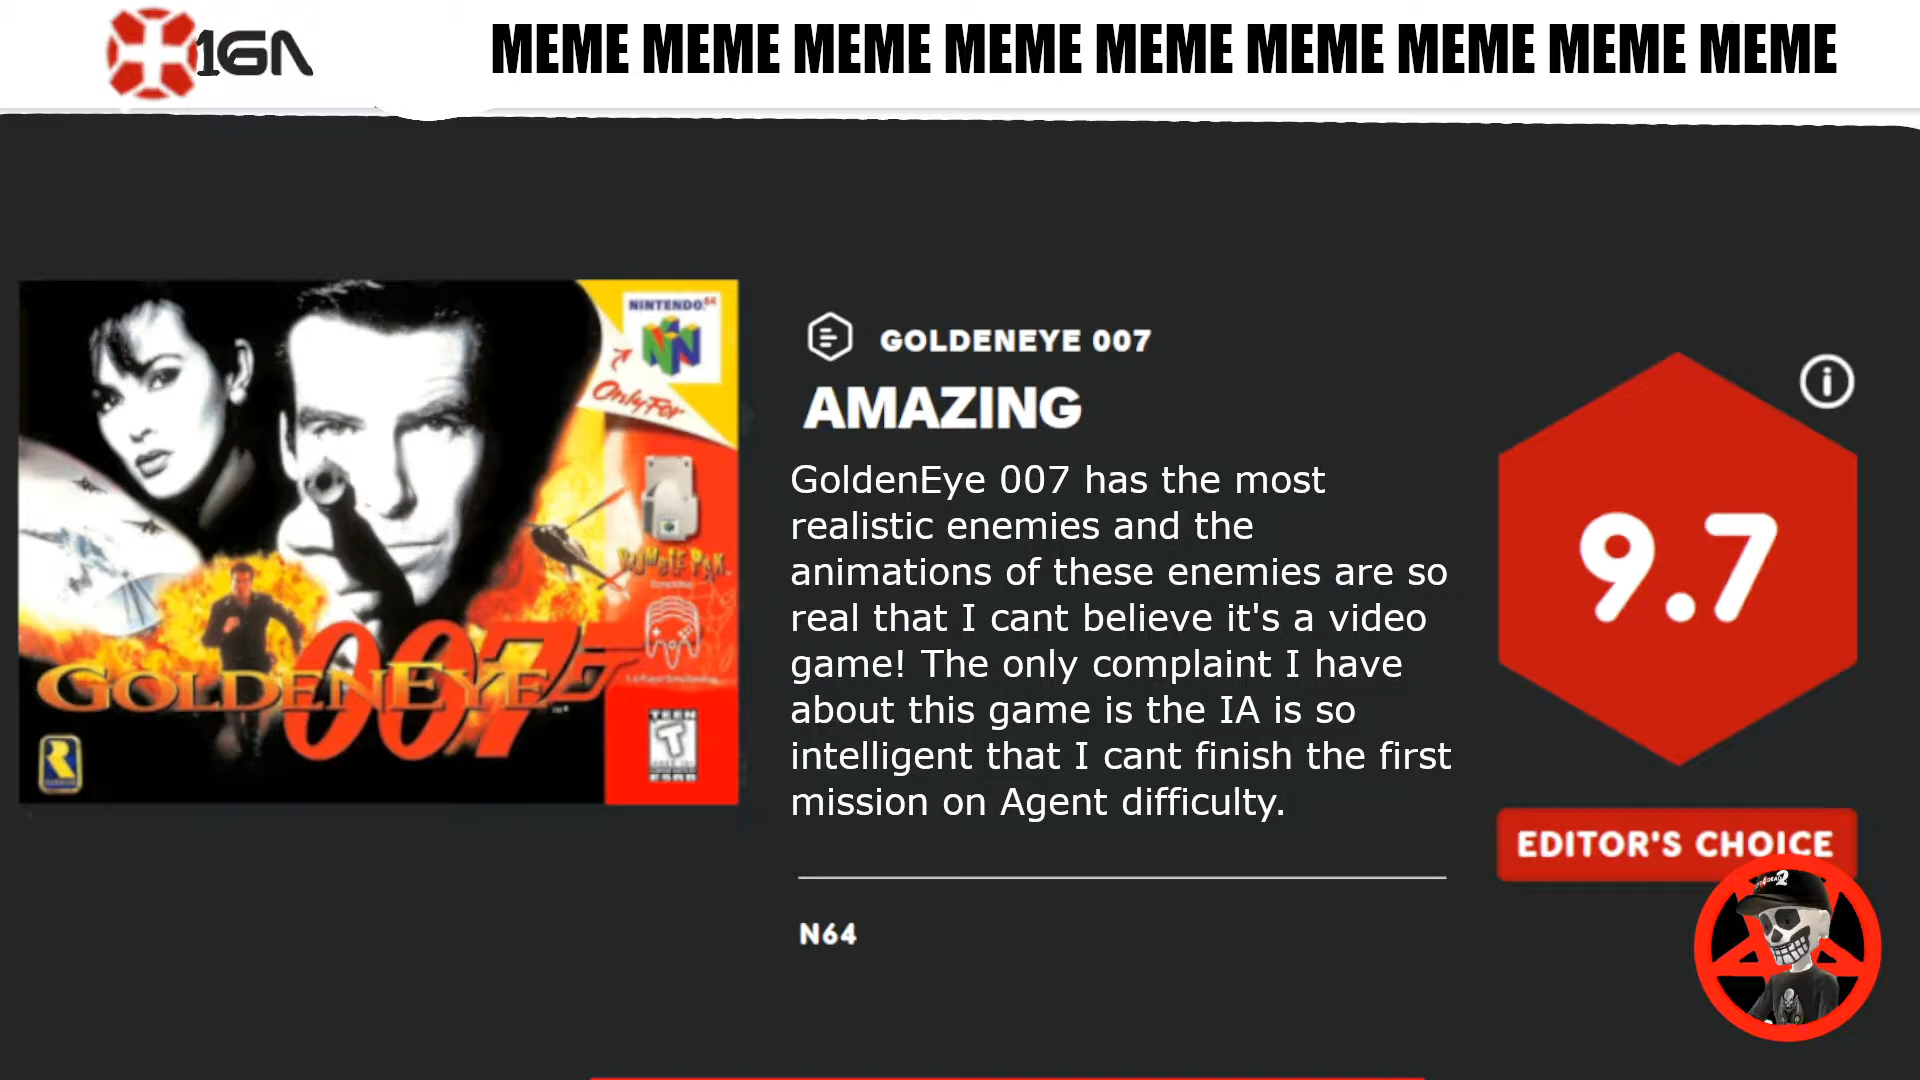 1GN
MEME MEME MEME MEME MEME MEME MEME MEME MEME
NINTENDO 64
Only For
RUMBLE PAK
GOLDENEYE
007
TEEN
T
ESRB
R
GOLDENEYE 007
AMAZING
GoldenEye 007 has the most
realistic enemies and the
animations of these enemies are so
real that I cant believe it's a video
game! The only complaint I have
about this game is the IA is so
intelligent that I cant finish the first
mission on Agent difficulty.
N64
9.7
EDITOR'S CHOICE